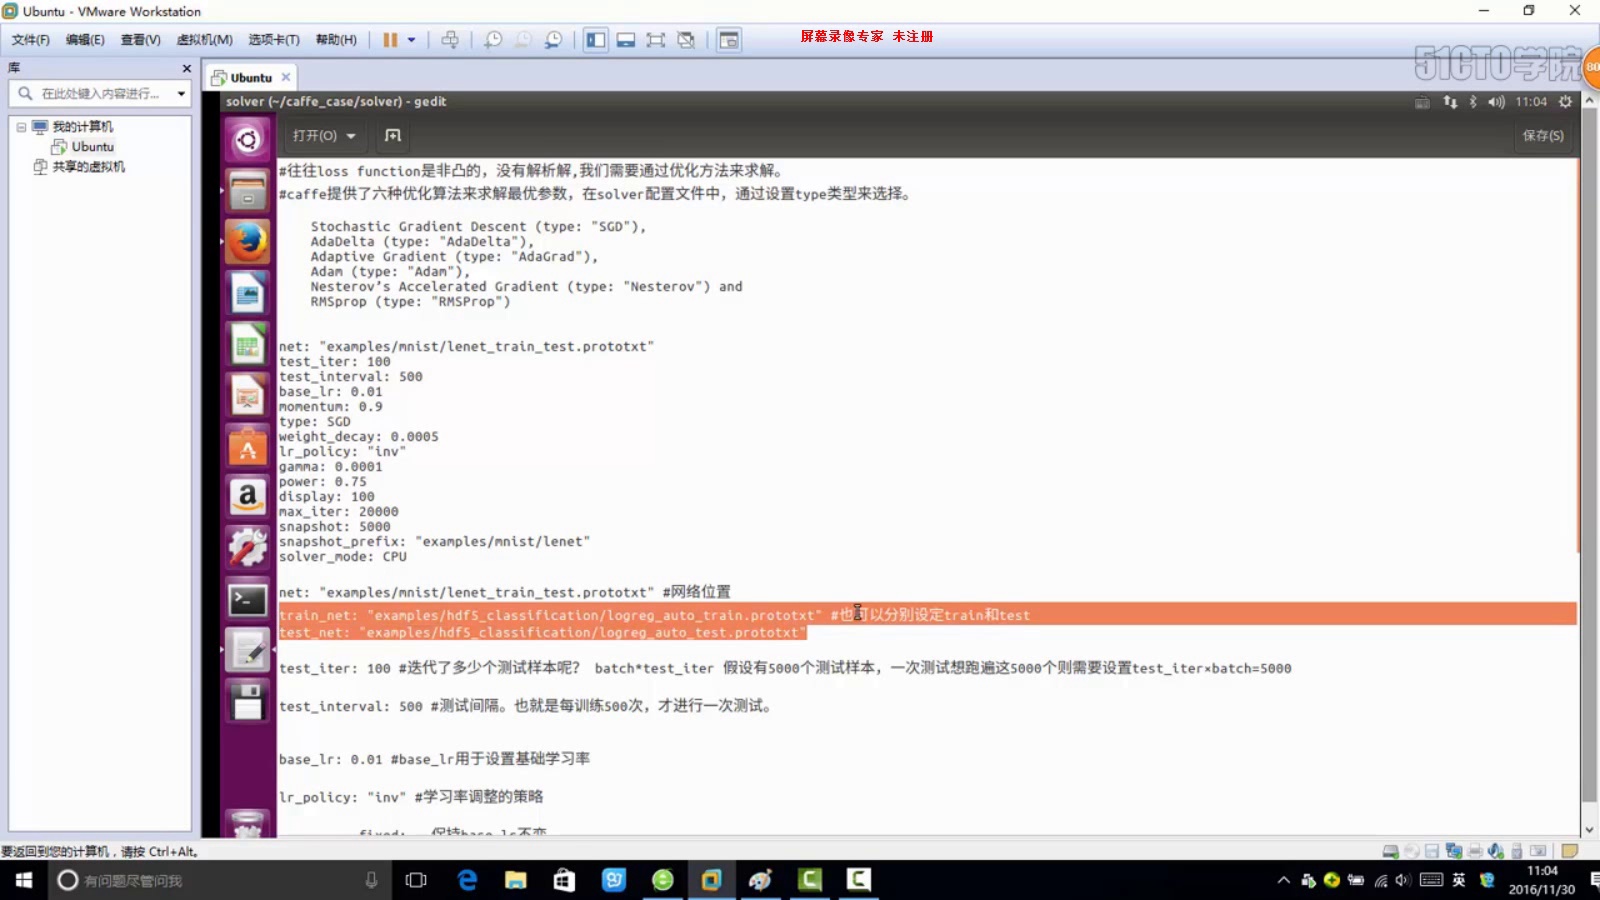 Ubuntu - VMware Workstation
文件(F) 编辑(E) 查看(V) 虚拟机(M) 选项卡(T) 帮助(H)
屏幕录像专家 未注册
51CTO学院
80
库
在此处键入内容进行...
我的计算机
Ubuntu
共享的虚拟机
Ubuntu
solver (~/caffe_case/solver) - gedit
11:04
打开(O)
保存(S)
#往往loss function是非凸的，没有解析解,我们需要通过优化方法来求解。
#caffe提供了六种优化算法来求解最优参数，在solver配置文件中，通过设置type类型来选择。
Stochastic Gradient Descent (type: "SGD"),
AdaDelta (type: "AdaDelta"),
Adaptive Gradient (type: "AdaGrad"),
Adam (type: "Adam"),
Nesterov’s Accelerated Gradient (type: "Nesterov") and
RMSprop (type: "RMSProp")
net: "examples/mnist/lenet_train_test.prototxt"
test_iter: 100
test_interval: 500
base_lr: 0.01
momentum: 0.9
type: SGD
weight_decay: 0.0005
lr_policy: "inv"
gamma: 0.0001
power: 0.75
display: 100
max_iter: 20000
snapshot: 5000
snapshot_prefix: "examples/mnist/lenet"
solver_mode: CPU
net: "examples/mnist/lenet_train_test.prototxt" #网络位置
train_net: "examples/hdf5_classification/logreg_auto_train.prototxt" #也可以分别设定train和test
test_net: "examples/hdf5_classification/logreg_auto_test.prototxt"
test_iter: 100 #迭代了多少个测试样本呢？ batch*test_iter 假设有5000个测试样本，一次测试想跑遍这5000个则需要设置test_iter×batch=5000
test_interval: 500 #测试间隔。也就是每训练500次，才进行一次测试。
base_lr: 0.01 #base_lr用于设置基础学习率
lr_policy: "inv" #学习率调整的策略
fixed: 保持base_lr不变
要返回到您的计算机，请按 Ctrl+Alt。
有问题尽管问我
英
11:04
2016/11/30